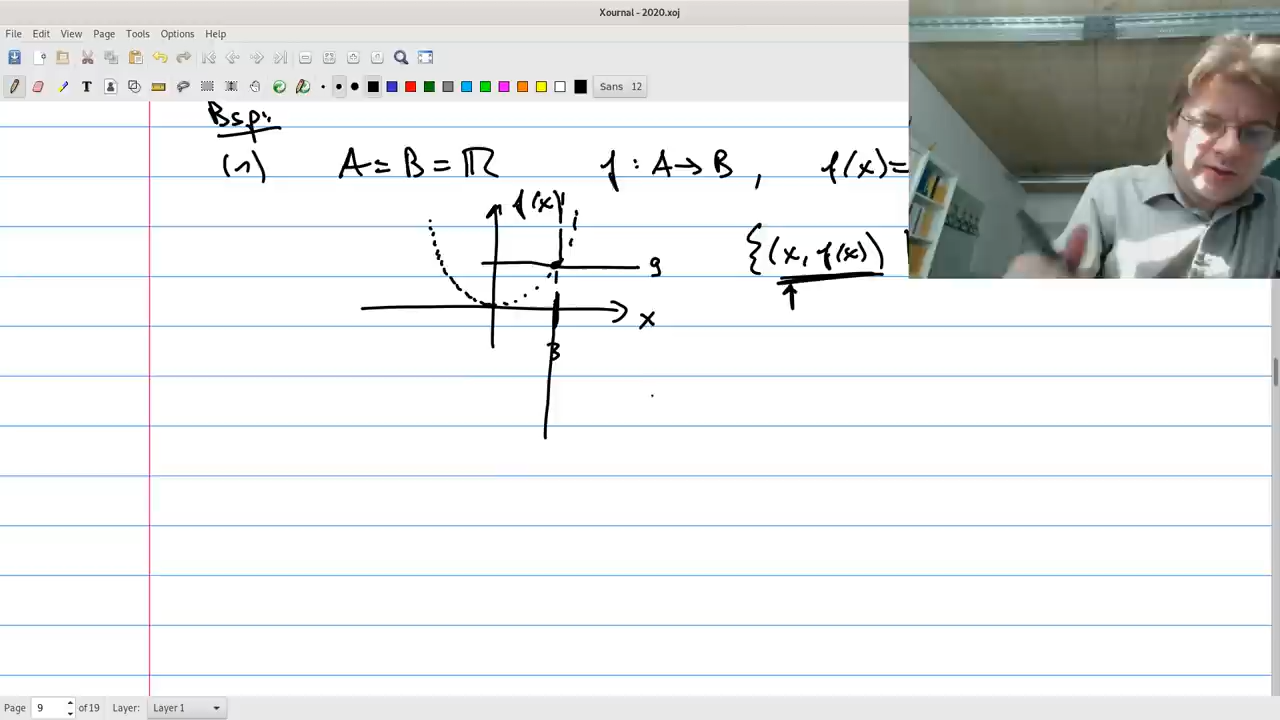 Xournal - 2020.xoj
File Edit View Page Tools Options Help
T Sans 12
Bsp:
(1) A = B = ℝ f : A → B , f(x)=
f(x)
{(x, f(x))
9
x
3
Page 9 of 19 Layer: Layer 1